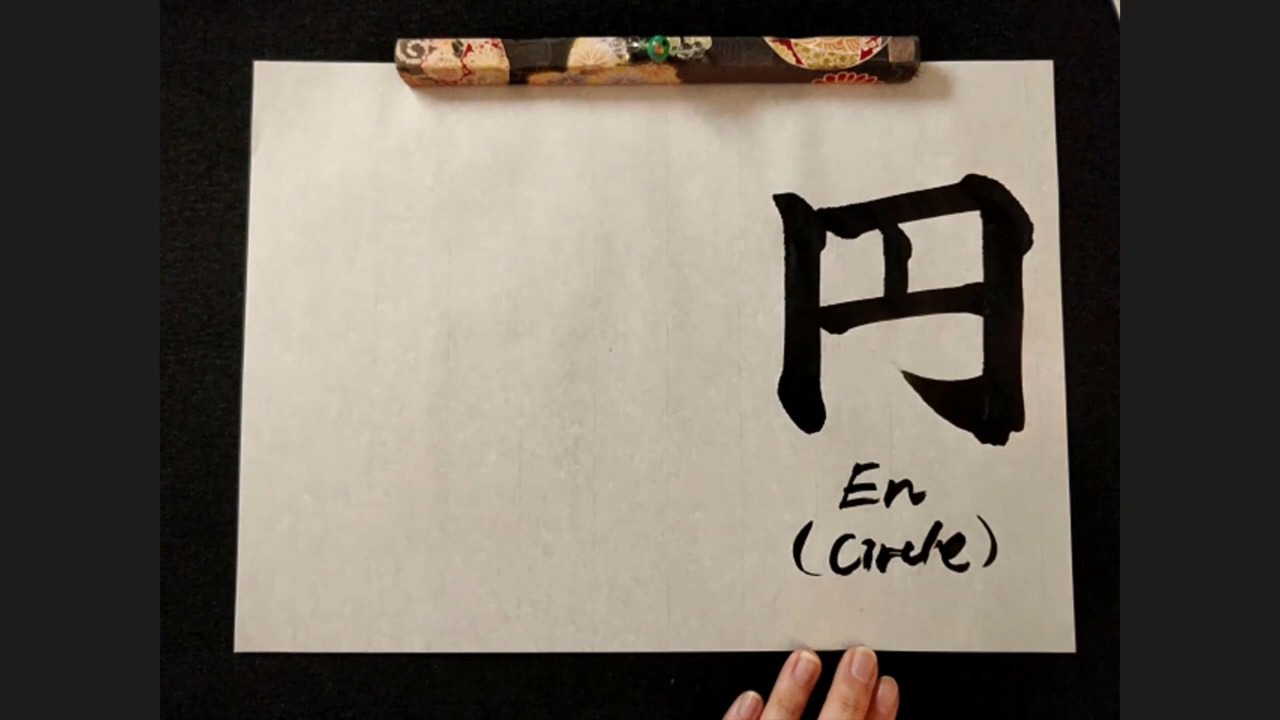 円
En
(Circle)